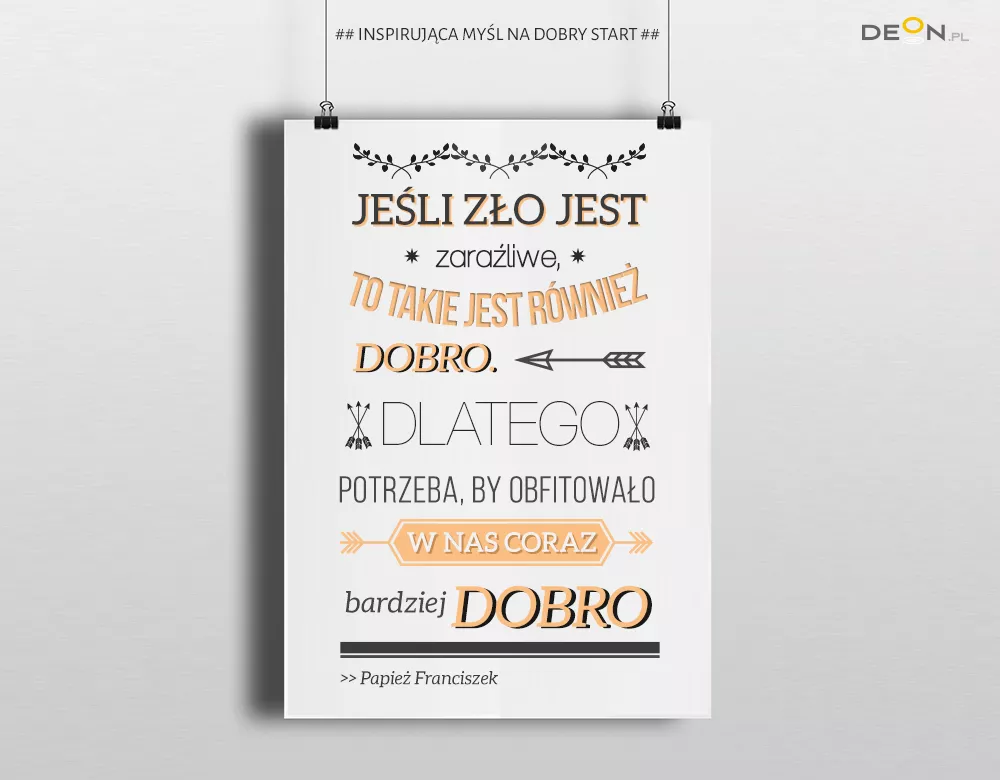 ## INSPIRUJĄCA MYŚL NA DOBRY START ##
DEON.PL
JEŚLI ZŁO JEST
zaraźliwe,
TO TAKIE JEST RÓWNIEŻ
DOBRO.
DLATEGO
POTRZEBA, BY OBFITOWAŁO
W NAS CORAZ
bardziej DOBRO
>> Papież Franciszek